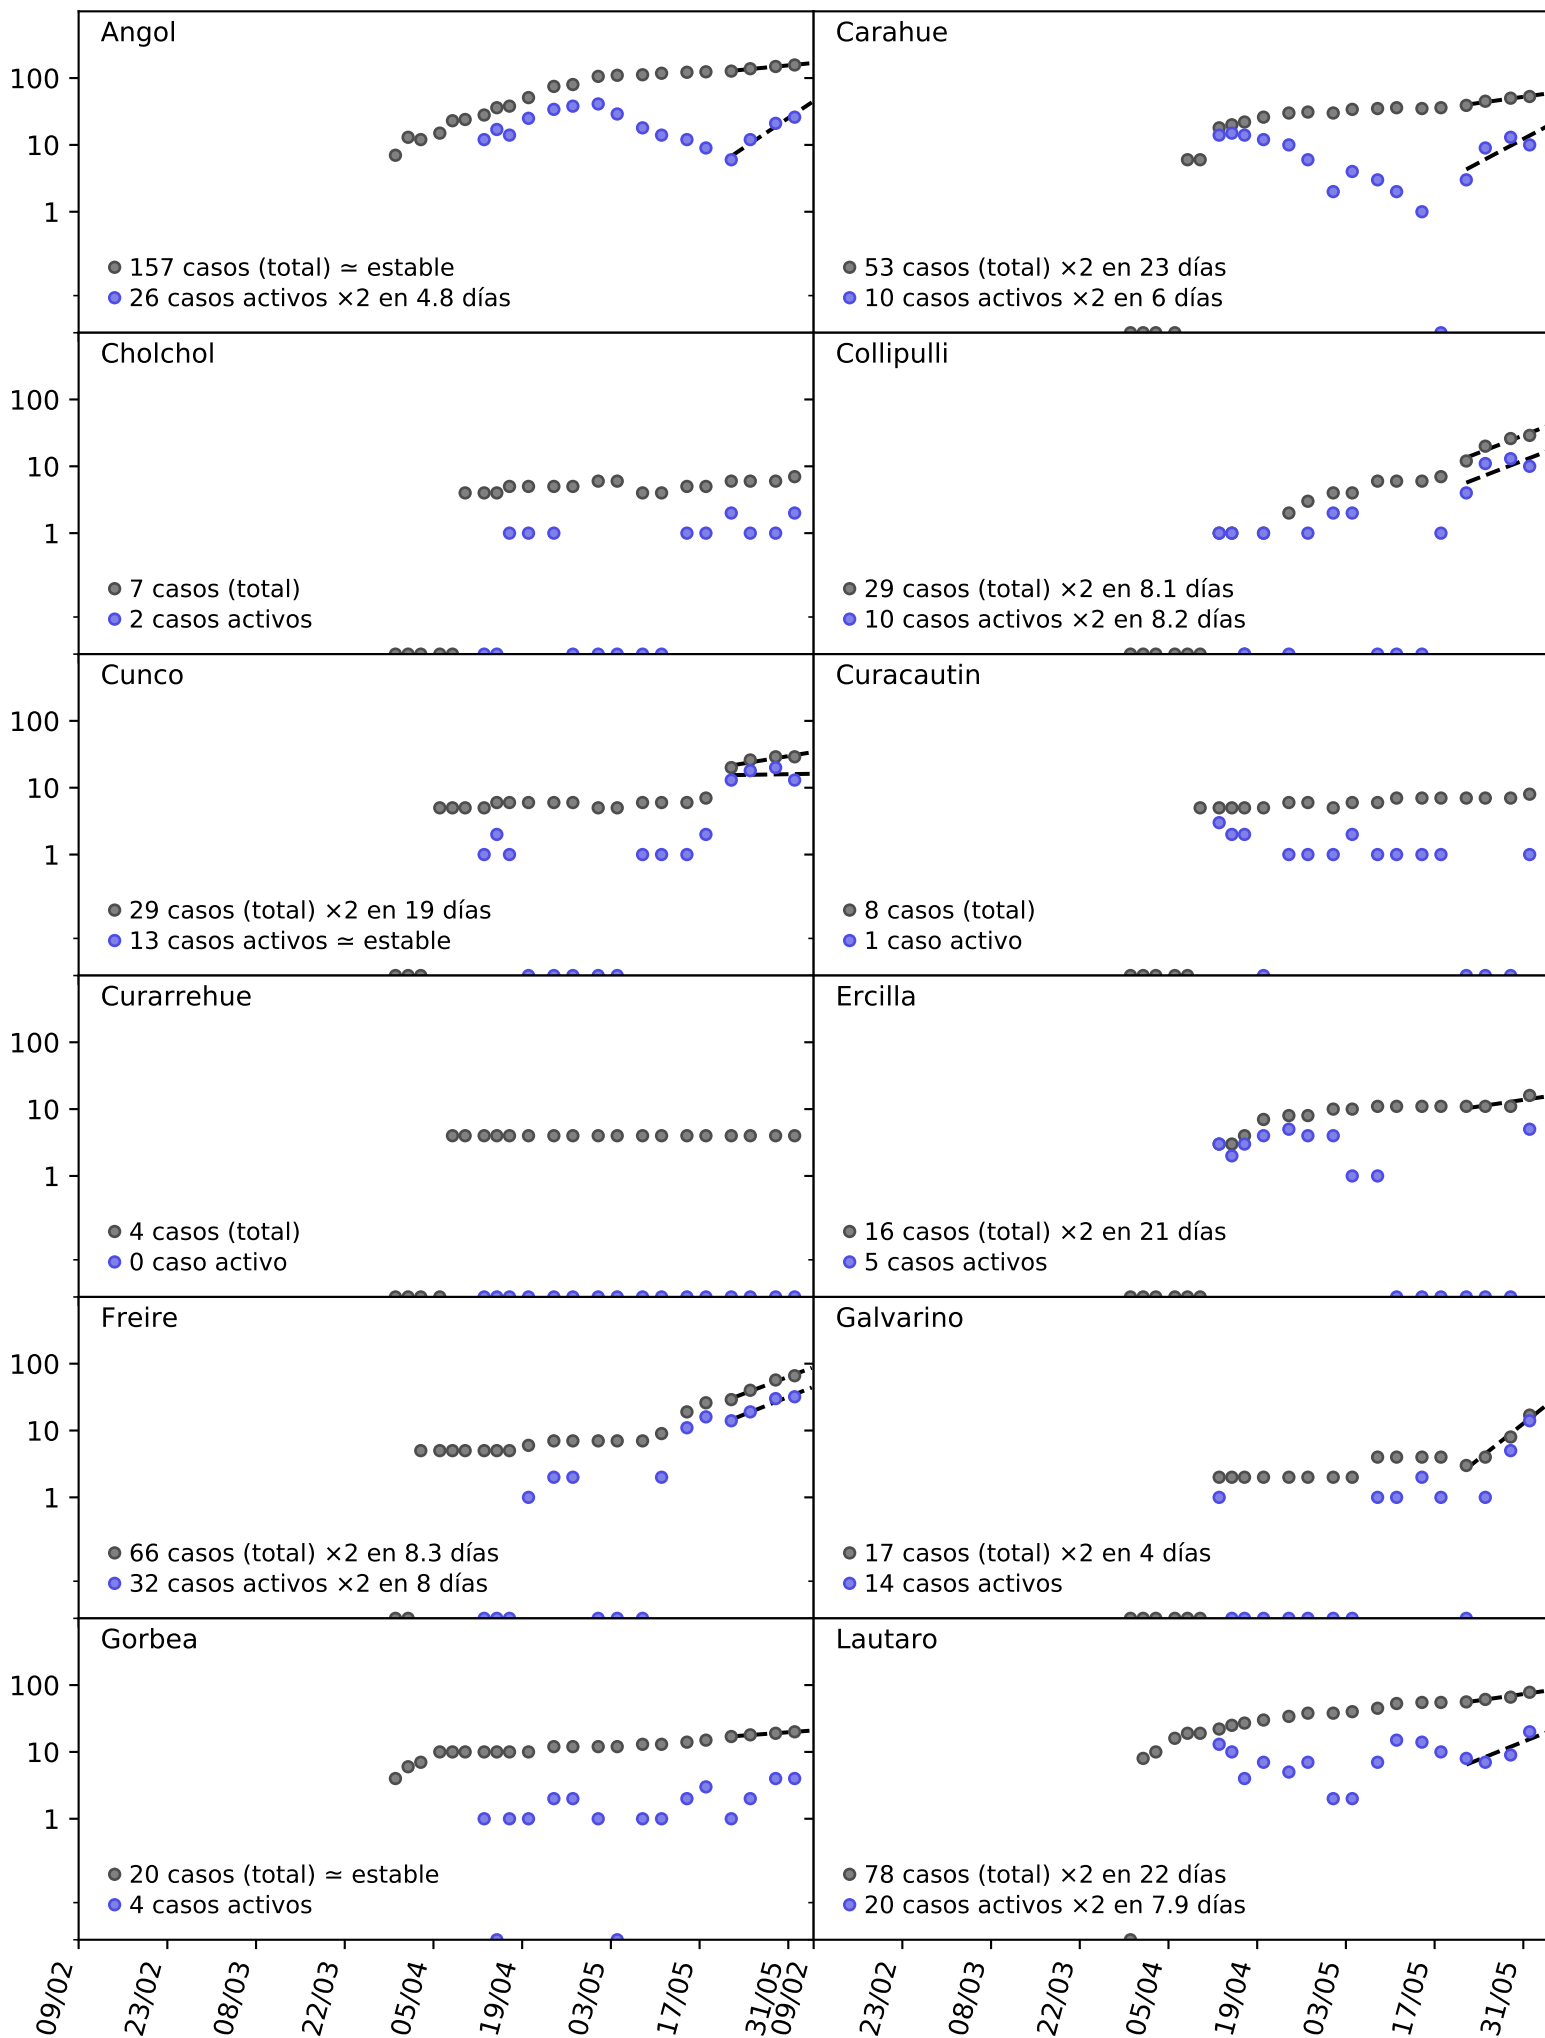 Angol
Carahue
100
10
1
157 casos (total) ≃ estable
26 casos activos ×2 en 4.8 días
53 casos (total) ×2 en 23 días
10 casos activos ×2 en 6 días
Cholchol
Collipulli
100
10
1
7 casos (total)
2 casos activos
29 casos (total) ×2 en 8.1 días
10 casos activos ×2 en 8.2 días
Cunco
Curacautin
100
10
1
29 casos (total) ×2 en 19 días
13 casos activos ≃ estable
8 casos (total)
1 caso activo
Curarrehue
Ercilla
100
10
1
4 casos (total)
0 caso activo
16 casos (total) ×2 en 21 días
5 casos activos
Freire
Galvarino
100
10
1
66 casos (total) ×2 en 8.3 días
32 casos activos ×2 en 8 días
17 casos (total) ×2 en 4 días
14 casos activos
Gorbea
Lautaro
100
10
1
20 casos (total) ≃ estable
4 casos activos
78 casos (total) ×2 en 22 días
20 casos activos ×2 en 7.9 días
09/02
23/02
08/03
22/03
05/04
19/04
03/05
17/05
31/05
09/02
23/02
08/03
22/03
05/04
19/04
03/05
17/05
31/05